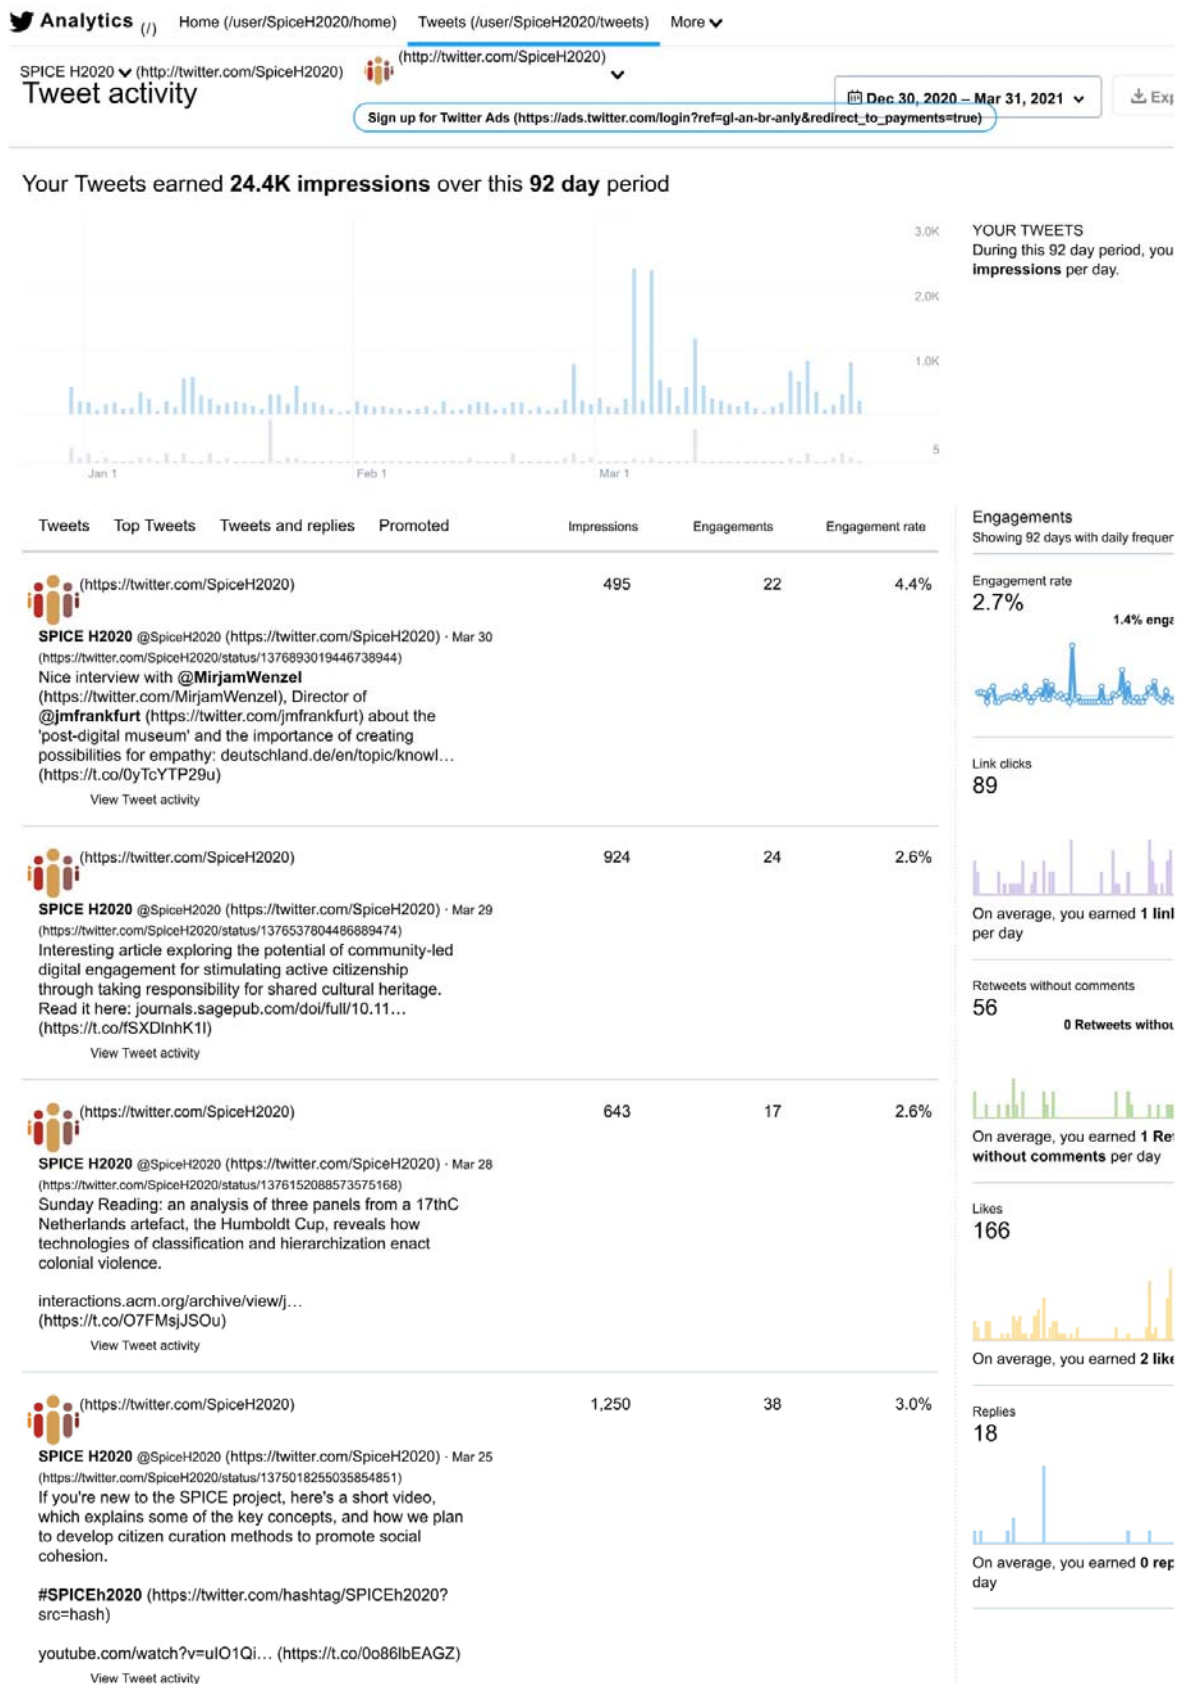 Analytics (/) Home (/user/SpiceH2020/home) Tweets (/user/SpiceH2020/tweets) More
SPICE H2020 (http://twitter.com/SpiceH2020) (http://twitter.com/SpiceH2020)
Tweet activity
Dec 30, 2020 – Mar 31, 2021 Exp
Sign up for Twitter Ads (https://ads.twitter.com/login?ref=gl-an-br-anly&redirect_to_payments=true)
Your Tweets earned 24.4K impressions over this 92 day period
3.0K
2.0K
1.0K
5
Jan 1 Feb 1 Mar 1
YOUR TWEETS
During this 92 day period, you
impressions per day.
Tweets Top Tweets Tweets and replies Promoted Impressions Engagements Engagement rate
(https://twitter.com/SpiceH2020) 495 22 4.4%
SPICE H2020 @SpiceH2020 (https://twitter.com/SpiceH2020) · Mar 30
(https://twitter.com/SpiceH2020/status/1376893019446738944)
Nice interview with @MirjamWenzel
(https://twitter.com/MirjamWenzel), Director of
@jmfrankfurt (https://twitter.com/jmfrankfurt) about the
'post-digital museum' and the importance of creating
possibilities for empathy: deutschland.de/en/topic/knowl…
(https://t.co/0yTcYTP29u)
View Tweet activity
(https://twitter.com/SpiceH2020) 924 24 2.6%
SPICE H2020 @SpiceH2020 (https://twitter.com/SpiceH2020) · Mar 29
(https://twitter.com/SpiceH2020/status/1376537804486889474)
Interesting article exploring the potential of community-led
digital engagement for stimulating active citizenship
through taking responsibility for shared cultural heritage.
Read it here: journals.sagepub.com/doi/full/10.11…
(https://t.co/fSXDlnhK1I)
View Tweet activity
(https://twitter.com/SpiceH2020) 643 17 2.6%
SPICE H2020 @SpiceH2020 (https://twitter.com/SpiceH2020) · Mar 28
(https://twitter.com/SpiceH2020/status/1376152088573575168)
Sunday Reading: an analysis of three panels from a 17thC
Netherlands artefact, the Humboldt Cup, reveals how
technologies of classification and hierarchization enact
colonial violence.
interactions.acm.org/archive/view/j…
(https://t.co/O7FMsjJSOu)
View Tweet activity
(https://twitter.com/SpiceH2020) 1,250 38 3.0%
SPICE H2020 @SpiceH2020 (https://twitter.com/SpiceH2020) · Mar 25
(https://twitter.com/SpiceH2020/status/1375018255035854851)
If you're new to the SPICE project, here's a short video,
which explains some of the key concepts, and how we plan
to develop citizen curation methods to promote social
cohesion.
#SPICEh2020 (https://twitter.com/hashtag/SPICEh2020?
src=hash)
youtube.com/watch?v=uIO1Qi… (https://t.co/0o86lbEAGZ)
View Tweet activity
Engagements
Showing 92 days with daily frequer
Engagement rate
2.7%
1.4% enga
Link clicks
89
On average, you earned 1 linl
per day
Retweets without comments
56
0 Retweets withou
On average, you earned 1 Re
without comments per day
Likes
166
On average, you earned 2 like
Replies
18
On average, you earned 0 rep
day